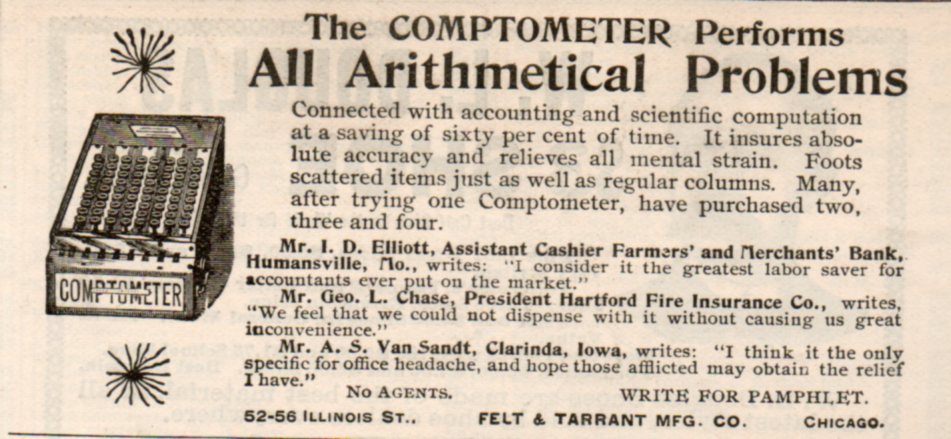 The COMPTOMETER Performs
All Arithmetical Problems
Connected with accounting and scientific computation
at a saving of sixty per cent of time. It insures abso-
lute accuracy and relieves all mental strain. Foots
scattered items just as well as regular columns. Many,
after trying one Comptometer, have purchased two,
three and four.
Mr. I. D. Elliott, Assistant Cashier Farmers' and Merchants' Bank,
Humansville, Mo., writes: "I consider it the greatest labor saver for
accountants ever put on the market."
Mr. Geo. L. Chase, President Hartford Fire Insurance Co., writes,
"We feel that we could not dispense with it without causing us great
inconvenience."
Mr. A. S. Van Sandt, Clarinda, Iowa, writes: "I think it the only
specific for office headache, and hope those afflicted may obtain the relief
I have."
NO AGENTS. WRITE FOR PAMPHLET.
52-56 ILLINOIS ST., FELT & TARRANT MFG. CO. CHICAGO.
COMPTOMETER